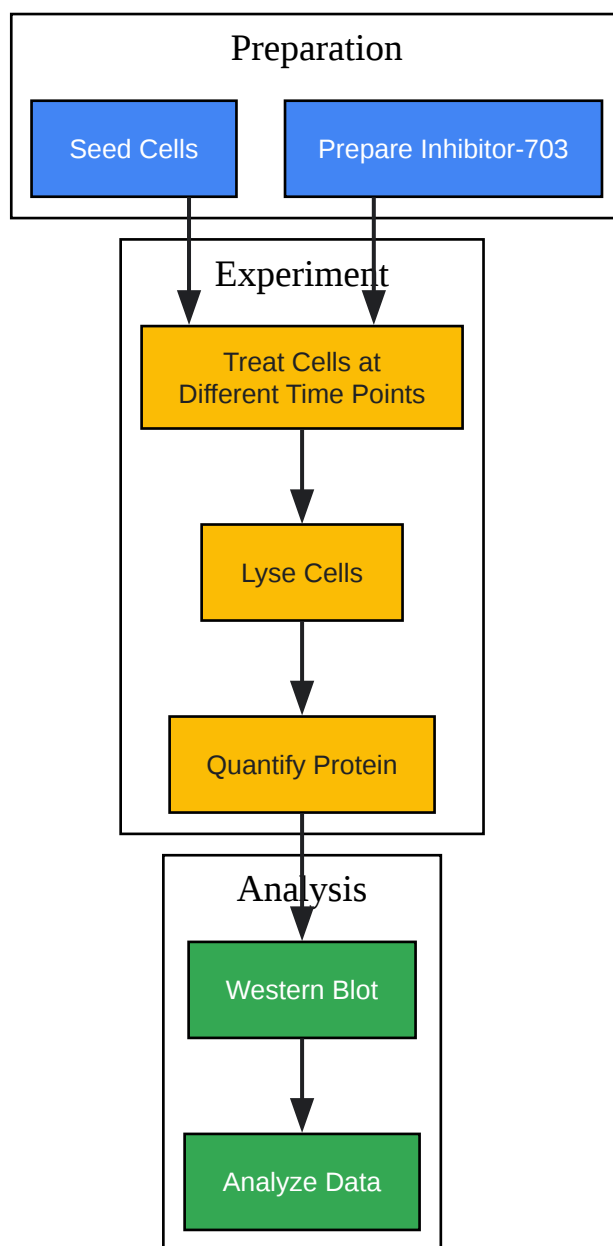 Preparation
Seed Cells
Prepare Inhibitor-703
Experiment
Treat Cells at
Different Time Points
Lyse Cells
Quantify Protein
Analysis
Western Blot
Analyze Data